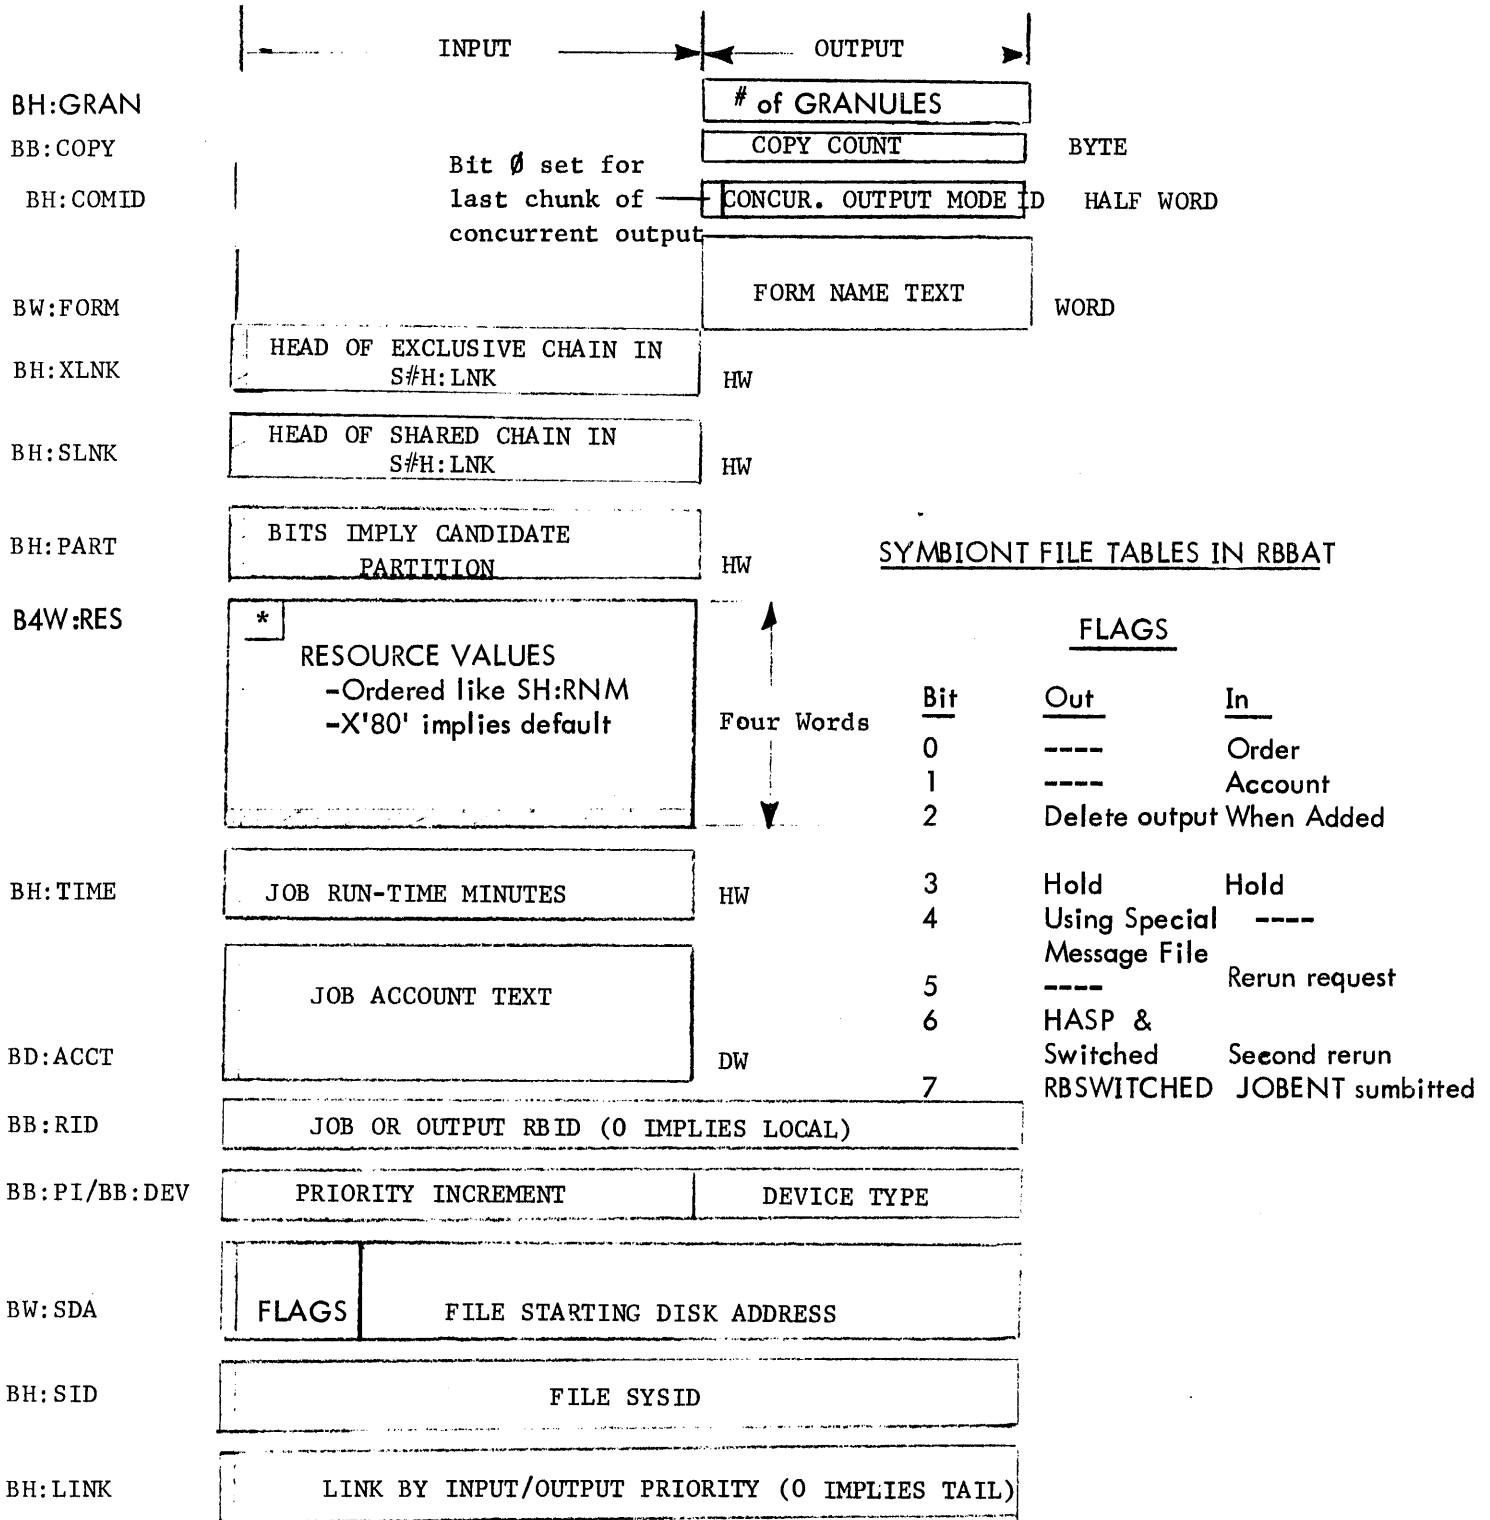 INPUT OUTPUT
BH:GRAN # of GRANULES
BB:COPY COPY COUNT BYTE
Bit Ø set for
BH:COMID last chunk of CONCUR. OUTPUT MODE ID HALF WORD
concurrent output
BW:FORM FORM NAME TEXT WORD
HEAD OF EXCLUSIVE CHAIN IN
BH:XLNK S#H:LNK HW
HEAD OF SHARED CHAIN IN
BH:SLNK S#H:LNK HW
BH:PART BITS IMPLY CANDIDATE
PARTITION HW
SYMBIONT FILE TABLES IN RBBAT
B4W:RES *
RESOURCE VALUES
-Ordered like SH:RNM
-X'80' implies default
Four Words
FLAGS
Bit Out In
0 ---- Order
1 ---- Account
2 Delete output When Added
3 Hold Hold
4 Using Special ----
Message File
5 ---- Rerun request
6 HASP &
Switched Second rerun
7 RBSWITCHED JOBENT sumbitted
BH:TIME JOB RUN-TIME MINUTES HW
JOB ACCOUNT TEXT
BD:ACCT DW
BB:RID JOB OR OUTPUT RBID (0 IMPLIES LOCAL)
BB:PI/BB:DEV PRIORITY INCREMENT DEVICE TYPE
BW:SDA FLAGS FILE STARTING DISK ADDRESS
BH:SID FILE SYSID
BH:LINK LINK BY INPUT/OUTPUT PRIORITY (0 IMPLIES TAIL)